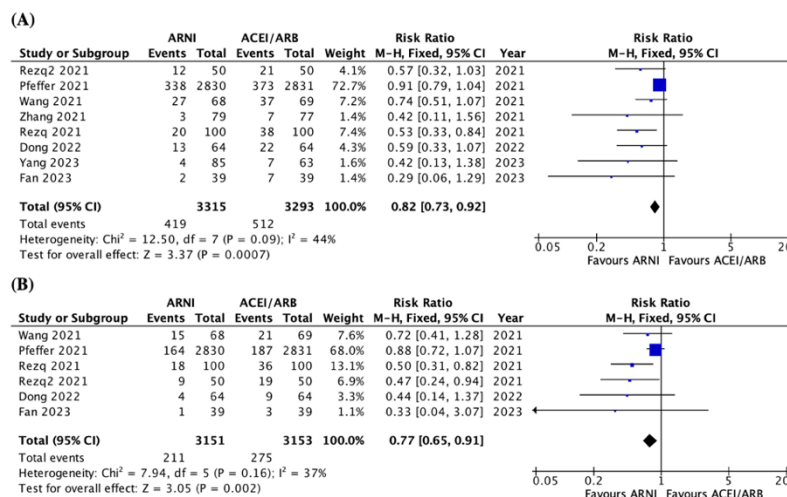 (A)
ARNI ACEI/ARB Risk Ratio Risk Ratio
Study or Subgroup Events Total Events Total Weight M-H, Fixed, 95% CI Year M-H, Fixed, 95% CI
Rezq2 2021 12 50 21 50 4.1% 0.57 [0.32, 1.03] 2021
Pfeffer 2021 338 2830 373 2831 72.7% 0.91 [0.79, 1.04] 2021
Wang 2021 27 68 37 69 7.2% 0.74 [0.51, 1.07] 2021
Zhang 2021 3 79 7 77 1.4% 0.42 [0.11, 1.56] 2021
Rezq 2021 20 100 38 100 7.4% 0.53 [0.33, 0.84] 2021
Dong 2022 13 64 22 64 4.3% 0.59 [0.33, 1.07] 2022
Yang 2023 4 85 7 63 1.6% 0.42 [0.13, 1.38] 2023
Fan 2023 2 39 7 39 1.4% 0.29 [0.06, 1.29] 2023
Total (95% CI) 3315 3293 100.0% 0.82 [0.73, 0.92]
Total events 419 512
Heterogeneity: Chi² = 12.50, df = 7 (P = 0.09); I² = 44%
Test for overall effect: Z = 3.37 (P = 0.0007)
0.05 0.2 1 5 20
Favours ARNI Favours ACEI/ARB
(B)
ARNI ACEI/ARB Risk Ratio Risk Ratio
Study or Subgroup Events Total Events Total Weight M-H, Fixed, 95% CI Year M-H, Fixed, 95% CI
Wang 2021 15 68 21 69 7.6% 0.72 [0.41, 1.28] 2021
Pfeffer 2021 164 2830 187 2831 68.0% 0.88 [0.72, 1.07] 2021
Rezq 2021 18 100 36 100 13.1% 0.50 [0.31, 0.82] 2021
Rezq2 2021 9 50 19 50 6.9% 0.47 [0.24, 0.94] 2021
Dong 2022 4 64 9 64 3.3% 0.44 [0.14, 1.37] 2022
Fan 2023 1 39 3 39 1.1% 0.33 [0.04, 3.07] 2023
Total (95% CI) 3151 3153 100.0% 0.77 [0.65, 0.91]
Total events 211 275
Heterogeneity: Chi² = 7.94, df = 5 (P = 0.16); I² = 37%
Test for overall effect: Z = 3.05 (P = 0.002)
0.05 0.2 1 5 20
Favours ARNI Favours ACEI/ARB